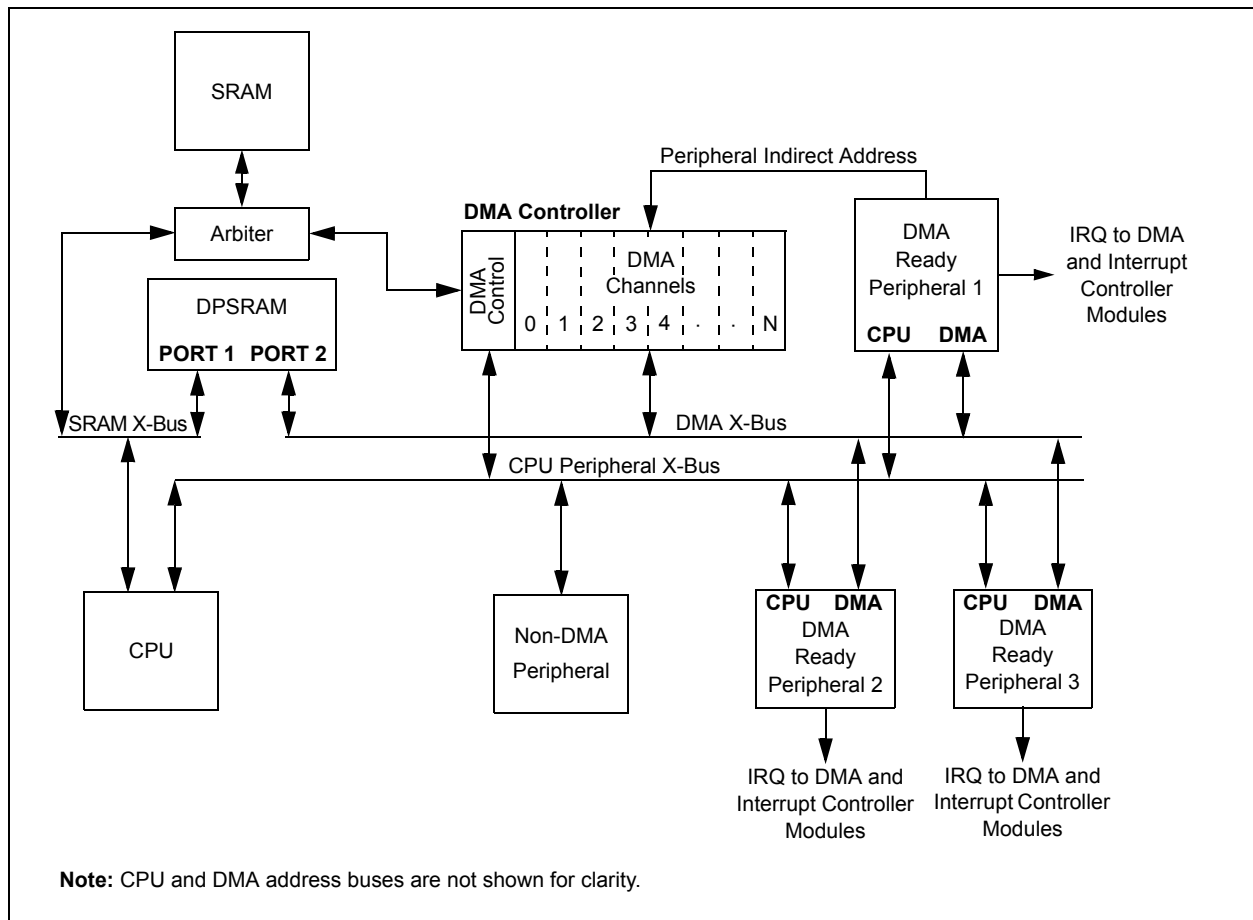 SRAM
Peripheral Indirect Address
DMA Controller
Arbiter
DMA
Control
DMA
Channels
0 1 2 3 4 . . N
DMA
Ready
Peripheral 1
CPU DMA
IRQ to DMA
and Interrupt
Controller
Modules
DPSRAM
PORT 1 PORT 2
SRAM X-Bus
DMA X-Bus
CPU Peripheral X-Bus
CPU
Non-DMA
Peripheral
CPU DMA
DMA
Ready
Peripheral 2
CPU DMA
DMA
Ready
Peripheral 3
IRQ to DMA and
Interrupt Controller
Modules
IRQ to DMA and
Interrupt Controller
Modules
Note: CPU and DMA address buses are not shown for clarity.